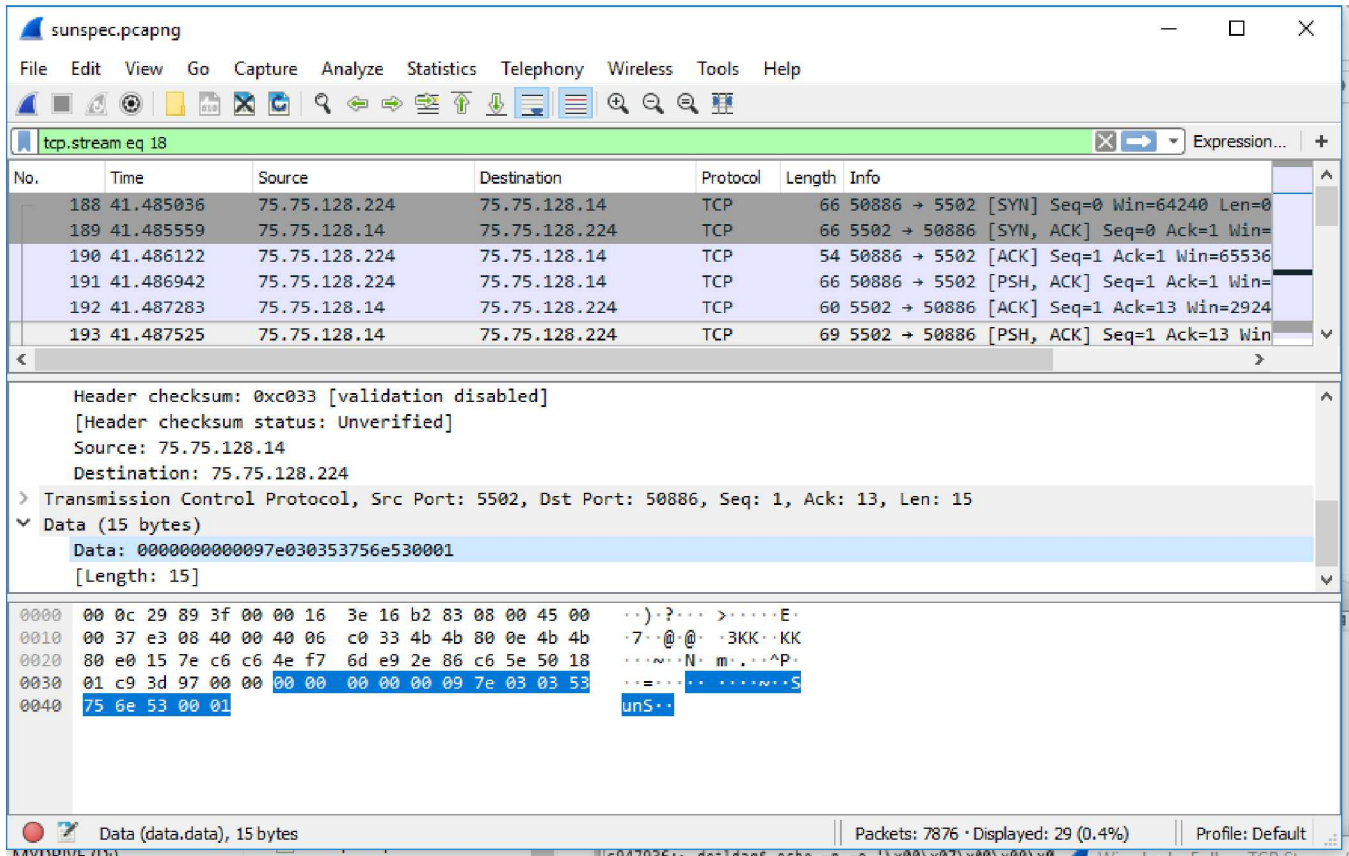 sunspec.pcapng
File Edit View Go Capture Analyze Statistics Telephony Wireless Tools Help
tcp.stream eq 18 Expression... +
No. Time Source Destination Protocol Length Info
188 41.485036 75.75.128.224 75.75.128.14 TCP 66 50886 → 5502 [SYN] Seq=0 Win=64240 Len=0
189 41.485559 75.75.128.14 75.75.128.224 TCP 66 5502 → 50886 [SYN, ACK] Seq=0 Ack=1 Win=
190 41.486122 75.75.128.224 75.75.128.14 TCP 54 50886 → 5502 [ACK] Seq=1 Ack=1 Win=65536
191 41.486942 75.75.128.224 75.75.128.14 TCP 66 50886 → 5502 [PSH, ACK] Seq=1 Ack=1 Win=
192 41.487283 75.75.128.14 75.75.128.224 TCP 60 5502 → 50886 [ACK] Seq=1 Ack=13 Win=2924
193 41.487525 75.75.128.14 75.75.128.224 TCP 69 5502 → 50886 [PSH, ACK] Seq=1 Ack=13 Win
Header checksum: 0xc033 [validation disabled]
[Header checksum status: Unverified]
Source: 75.75.128.14
Destination: 75.75.128.224
> Transmission Control Protocol, Src Port: 5502, Dst Port: 50886, Seq: 1, Ack: 13, Len: 15
Data (15 bytes)
Data: 0000000000097e030353756e530001
[Length: 15]
0000 00 0c 29 89 3f 00 00 16 3e 16 b2 83 08 00 45 00 ··)·?··· >·····E·
0010 00 37 e3 08 40 00 40 06 c0 33 4b 4b 80 0e 4b 4b ·7··@·@· ·3KK··KK
0020 80 e0 15 7e c6 c6 4e f7 6d e9 2e 86 c6 5e 50 18 ···~··N· m·.··^P·
0030 01 c9 3d 97 00 00 00 00 00 00 00 09 7e 03 03 53 ··=····· ····~··S
0040 75 6e 53 00 01 unS··
Data (data.data), 15 bytes Packets: 7876 · Displayed: 29 (0.4%) Profile: Default